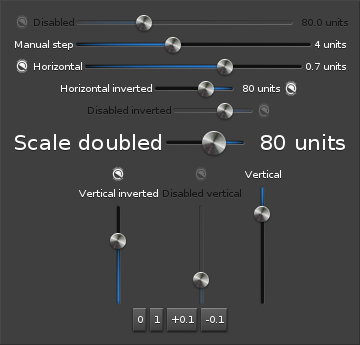 Disabled 80.0 units
Manual step 4 units
Horizontal 0.7 units
Horizontal inverted 80 units
Disabled inverted
Scale doubled 80 units
Vertical
Vertical inverted Disabled vertical
0 1 +0.1 -0.1